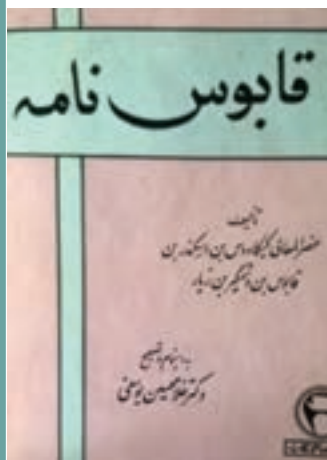 قابوس نامه
تألیف
عنصرالمعالی کیکاوس بن اسکندر بن
قابوس بن وشمگیر بن زیار
به اهتمام و تصحیح
دکتر غلامحسین یوسفی